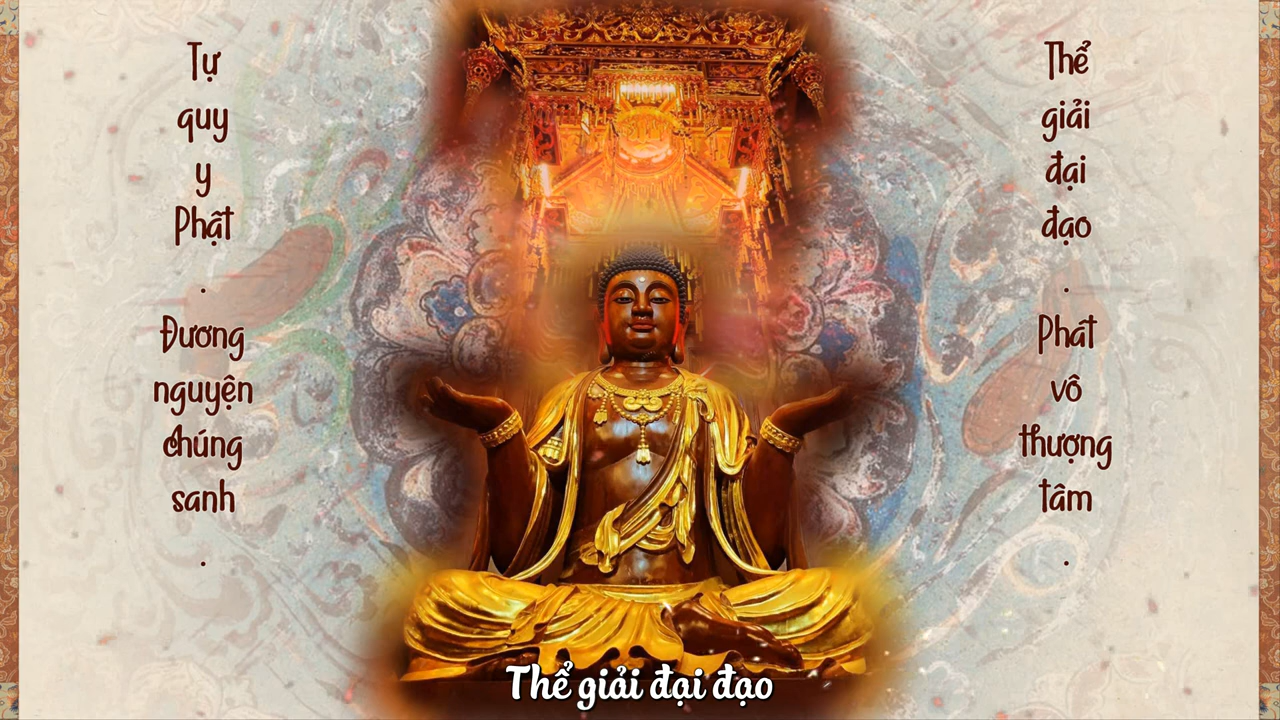 Tự
quy
y
Phật
.
Đương
nguyện
chúng
sanh
.
Thể
giải
đại
đạo
.
Phát
vô
thượng
tâm
.
Thể giải đại đạo